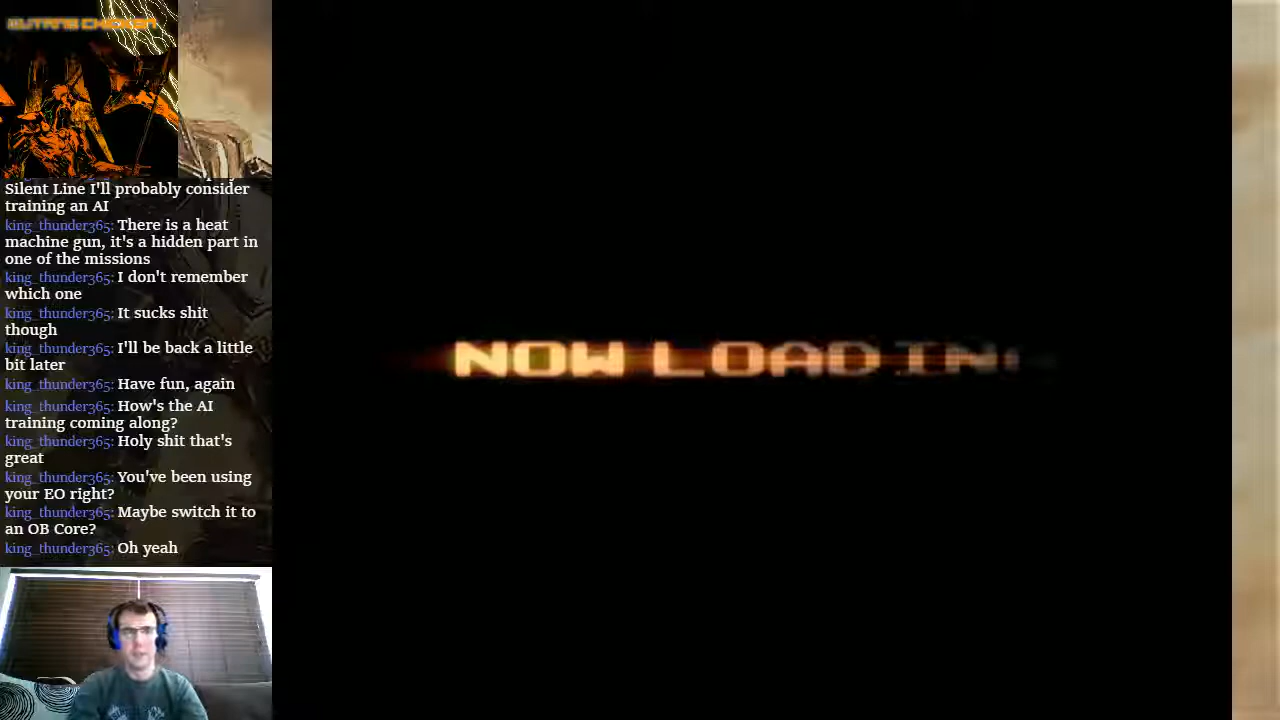 MUTANT CHICKEN
Silent Line I'll probably consider
training an AI
king_thunder365: There is a heat
machine gun, it's a hidden part in
one of the missions
king_thunder365: I don't remember
which one
king_thunder365: It sucks shit
though
king_thunder365: I'll be back a little
bit later
king_thunder365: Have fun, again
king_thunder365: How's the AI
training coming along?
king_thunder365: Holy shit that's
great
king_thunder365: You've been using
your EO right?
king_thunder365: Maybe switch it to
an OB Core?
king_thunder365: Oh yeah
NOW LOADING